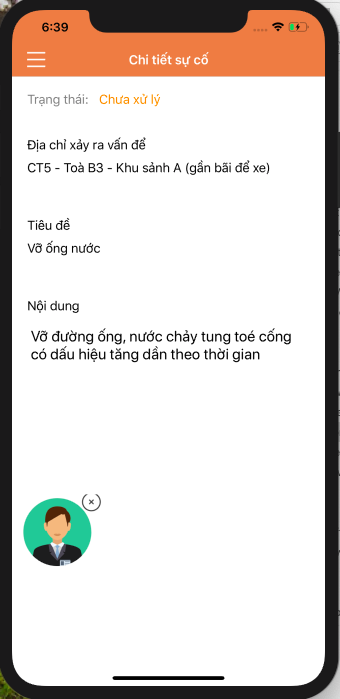 6:39
Chi tiết sự cố
Trạng thái: Chưa xử lý
Địa chỉ xảy ra vấn để
CT5 - Toà B3 - Khu sảnh A (gần bãi để xe)
Tiêu đề
Vỡ ống nước
Nội dung
Vỡ đường ống, nước chảy tung toé cống
có dấu hiệu tăng dần theo thời gian